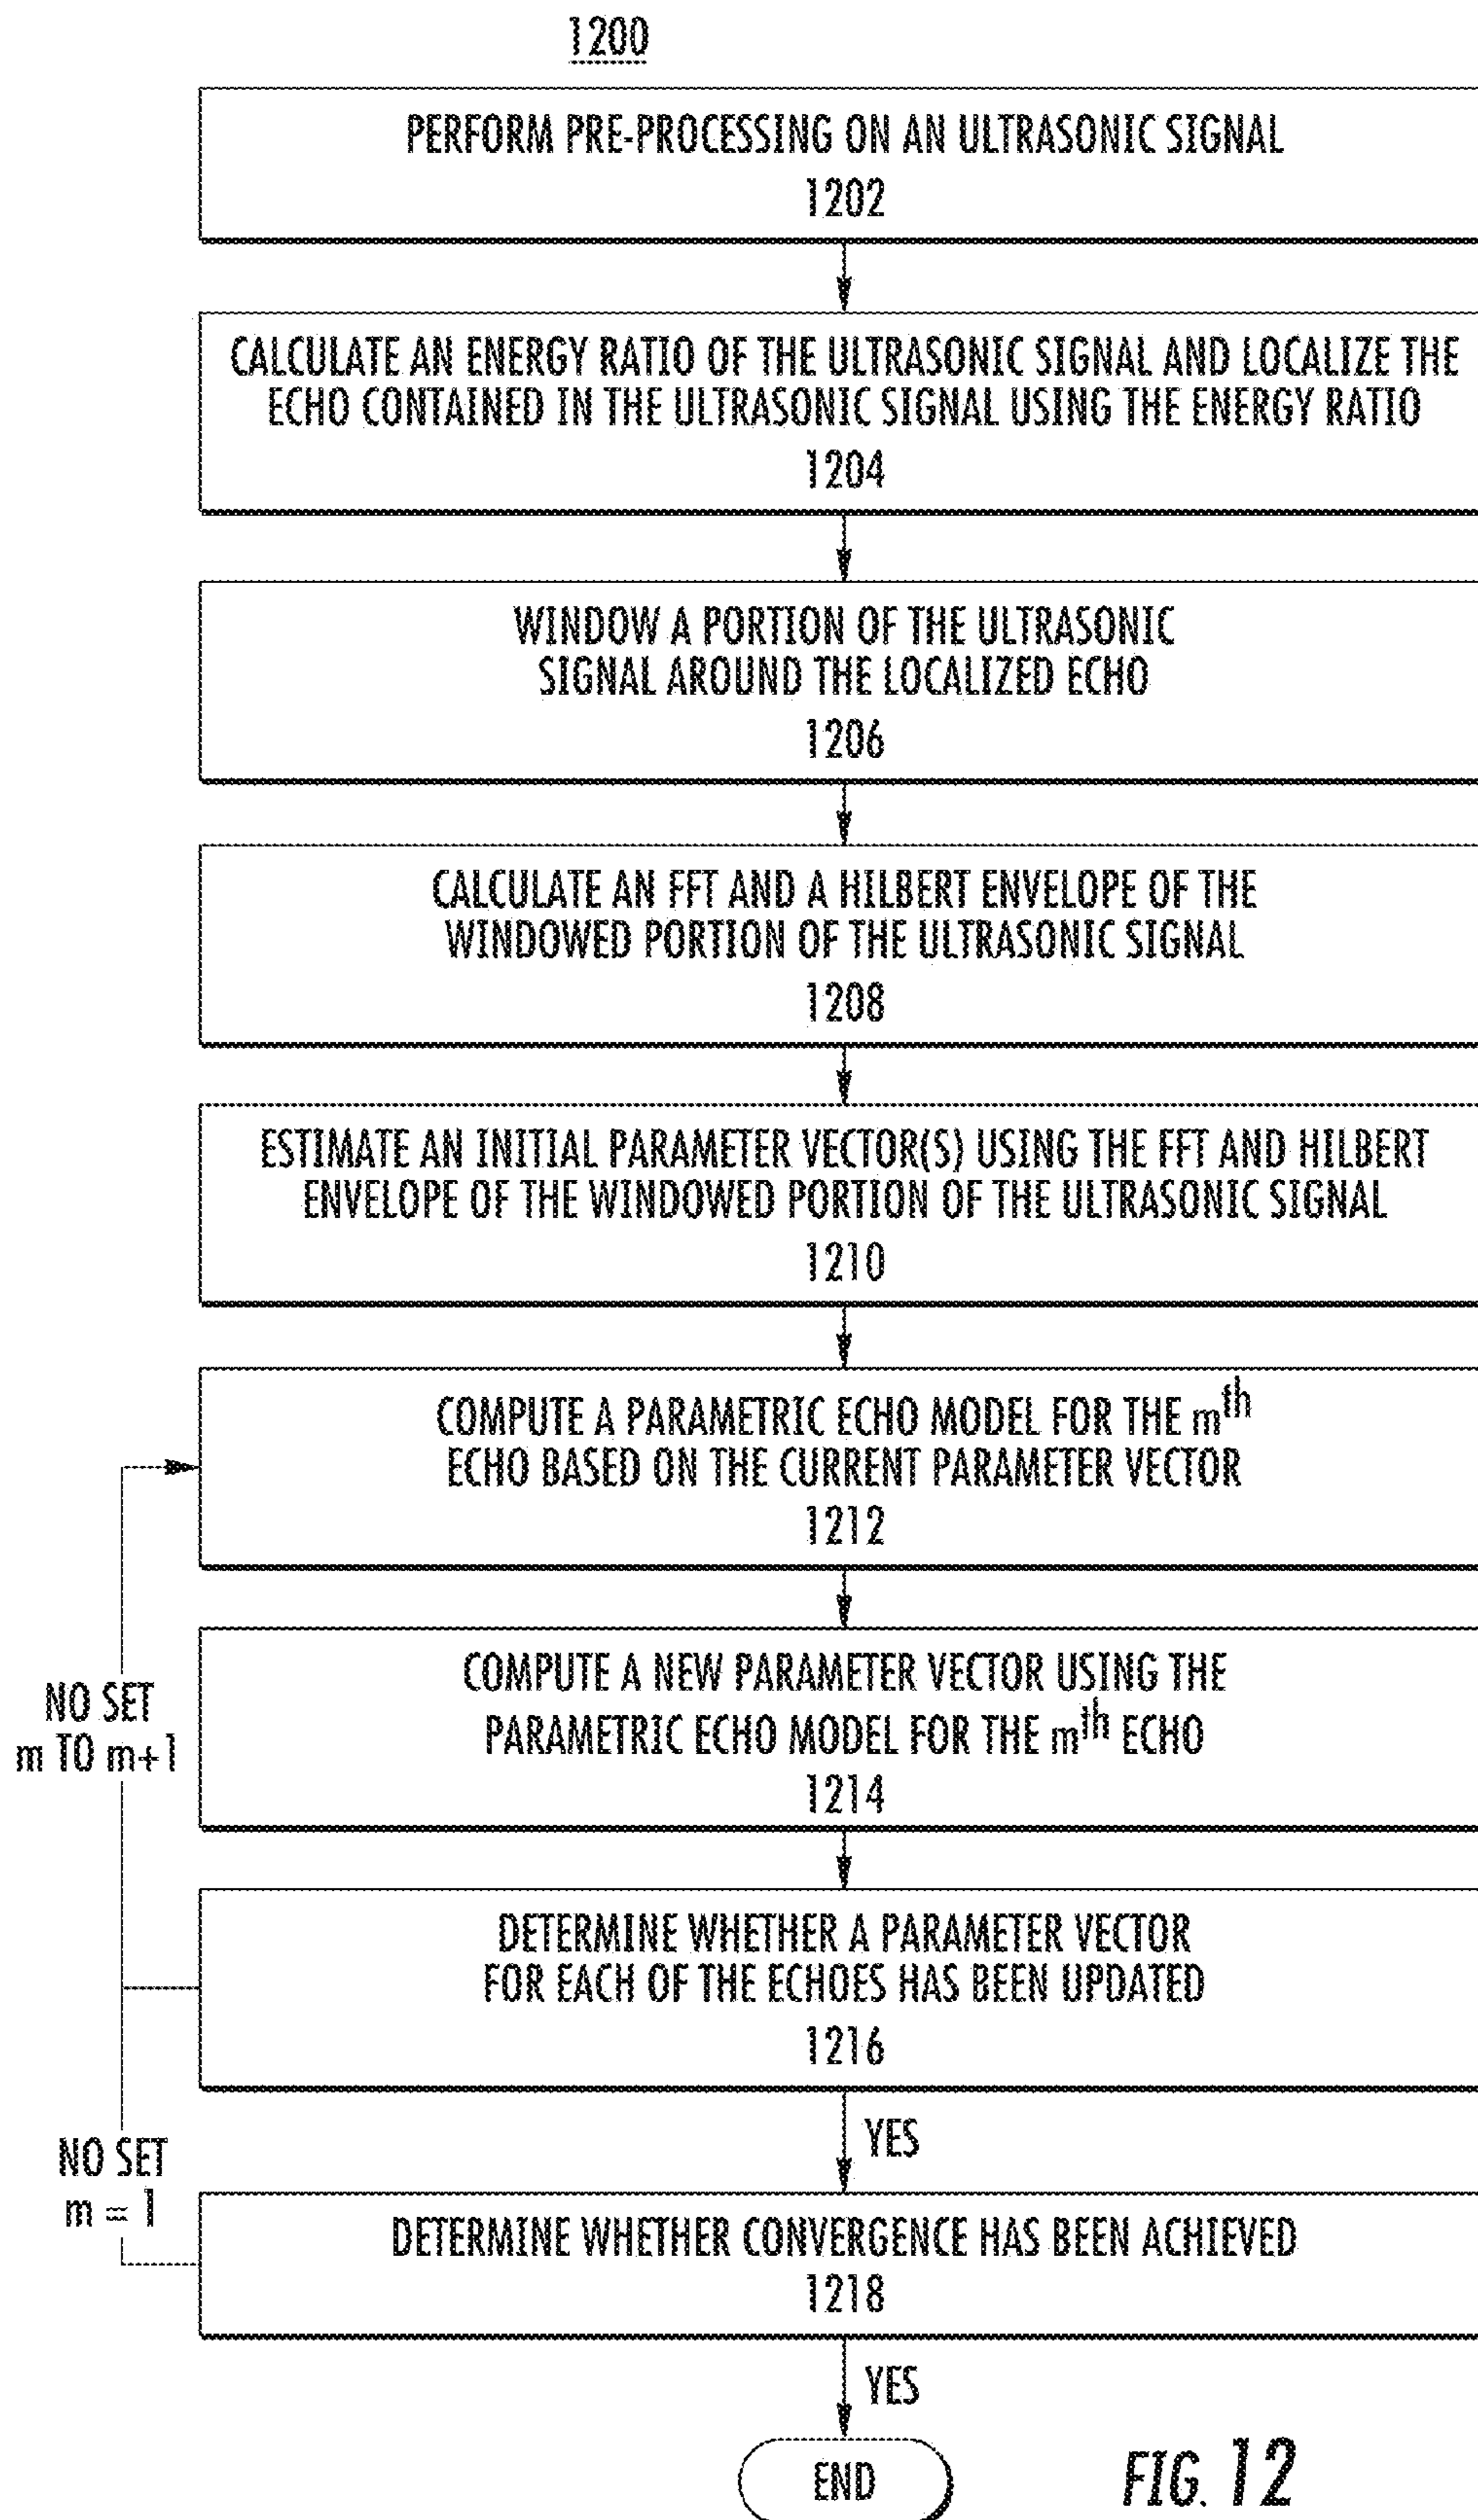 1200
PERFORM PRE-PROCESSING ON AN ULTRASONIC SIGNAL
1202
CALCULATE AN ENERGY RATIO OF THE ULTRASONIC SIGNAL AND LOCALIZE THE
ECHO CONTAINED IN THE ULTRASONIC SIGNAL USING THE ENERGY RATIO
1204
WINDOW A PORTION OF THE ULTRASONIC
SIGNAL AROUND THE LOCALIZED ECHO
1206
CALCULATE AN FFT AND A HILBERT ENVELOPE OF THE
WINDOWED PORTION OF THE ULTRASONIC SIGNAL
1208
ESTIMATE AN INITIAL PARAMETER VECTOR(S) USING THE FFT AND HILBERT
ENVELOPE OF THE WINDOWED PORTION OF THE ULTRASONIC SIGNAL
1210
COMPUTE A PARAMETRIC ECHO MODEL FOR THE mth
ECHO BASED ON THE CURRENT PARAMETER VECTOR
1212
COMPUTE A NEW PARAMETER VECTOR USING THE
PARAMETRIC ECHO MODEL FOR THE mth ECHO
1214
NO SET
m TO m+1
DETERMINE WHETHER A PARAMETER VECTOR
FOR EACH OF THE ECHOES HAS BEEN UPDATED
1216
YES
NO SET
m = 1
DETERMINE WHETHER CONVERGENCE HAS BEEN ACHIEVED
1218
YES
END
FIG. 12